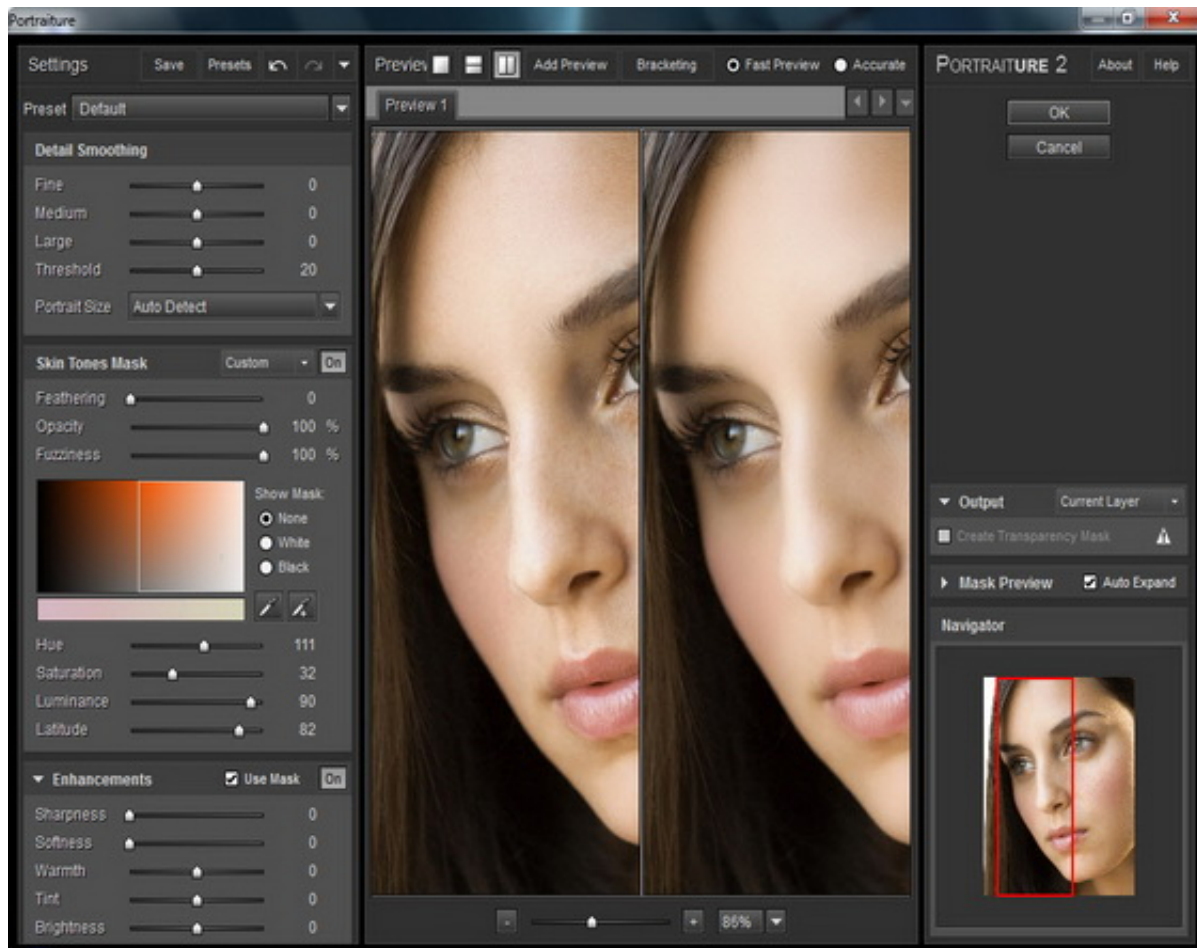 Portraiture
Settings Save Presets
Preset Default
Detail Smoothing
Fine 0
Medium 0
Large 0
Threshold 20
Portrait Size Auto Detect
Skin Tones Mask Custom On
Feathering 0
Opacity 100 %
Fuzziness 100 %
Show Mask:
None
White
Black
Hue 111
Saturation 32
Luminance 90
Latitude 82
Enhancements Use Mask On
Sharpness 0
Softness 0
Warmth 0
Tint 0
Brightness 0
Preview Add Preview Bracketing Fast Preview Accurate
Preview 1
- + 86%
PORTRAITURE 2 About Help
OK
Cancel
Output Current Layer
Create Transparency Mask
Mask Preview Auto Expand
Navigator